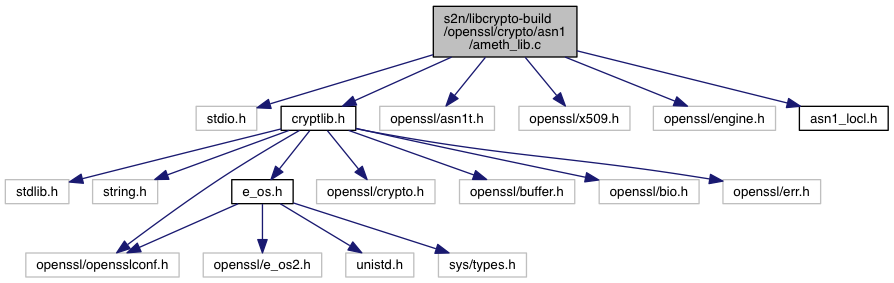 s2n/libcrypto-build
/openssl/crypto/asn1
/ameth_lib.c
stdio.h
cryptlib.h
openssl/asn1t.h
openssl/x509.h
openssl/engine.h
asn1_locl.h
stdlib.h
string.h
e_os.h
openssl/crypto.h
openssl/buffer.h
openssl/bio.h
openssl/err.h
openssl/opensslconf.h
openssl/e_os2.h
unistd.h
sys/types.h